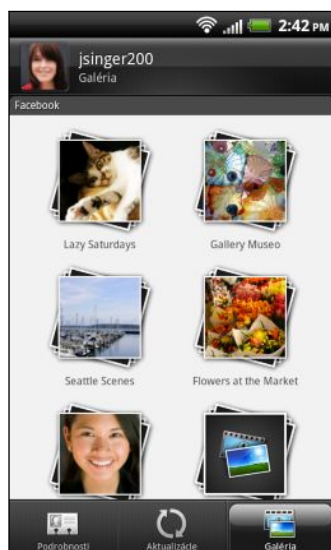 2:42 PM
jsinger200
Galéria
Facebook
Lazy Saturdays
Gallery Museo
Seattle Scenes
Flowers at the Market
Podrobnosti
Aktualizácie
Galéria